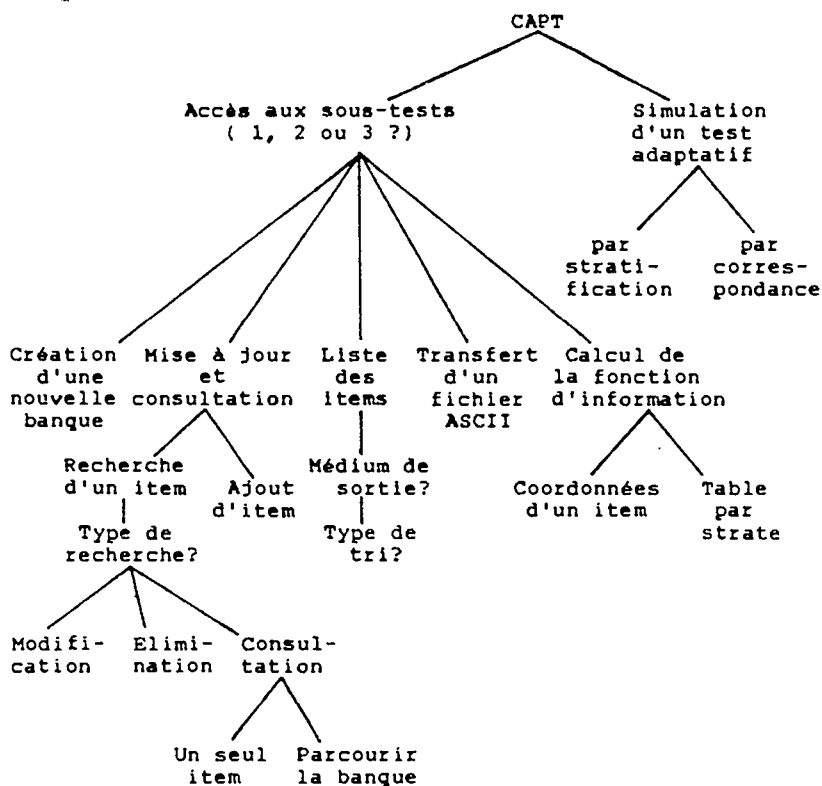 CAPT
Accès aux sous-tests
( 1, 2 ou 3 ?)
Simulation
d'un test
adaptatif
par
strati-
fication
par
corres-
pondance
Création
d'une
nouvelle
banque
Mise à jour
et
consultation
Liste
des
items
Transfert
d'un
fichier
ASCII
Calcul de
la fonction
d'information
Recherche
d'un item
Ajout
d'item
Médium de
sortie?
Coordonnées
d'un item
Table
par
strate
Type de
recherche?
Type de
tri?
Modifi-
cation
Elimi-
nation
Consul-
tation
Un seul
item
Parcourir
la banque